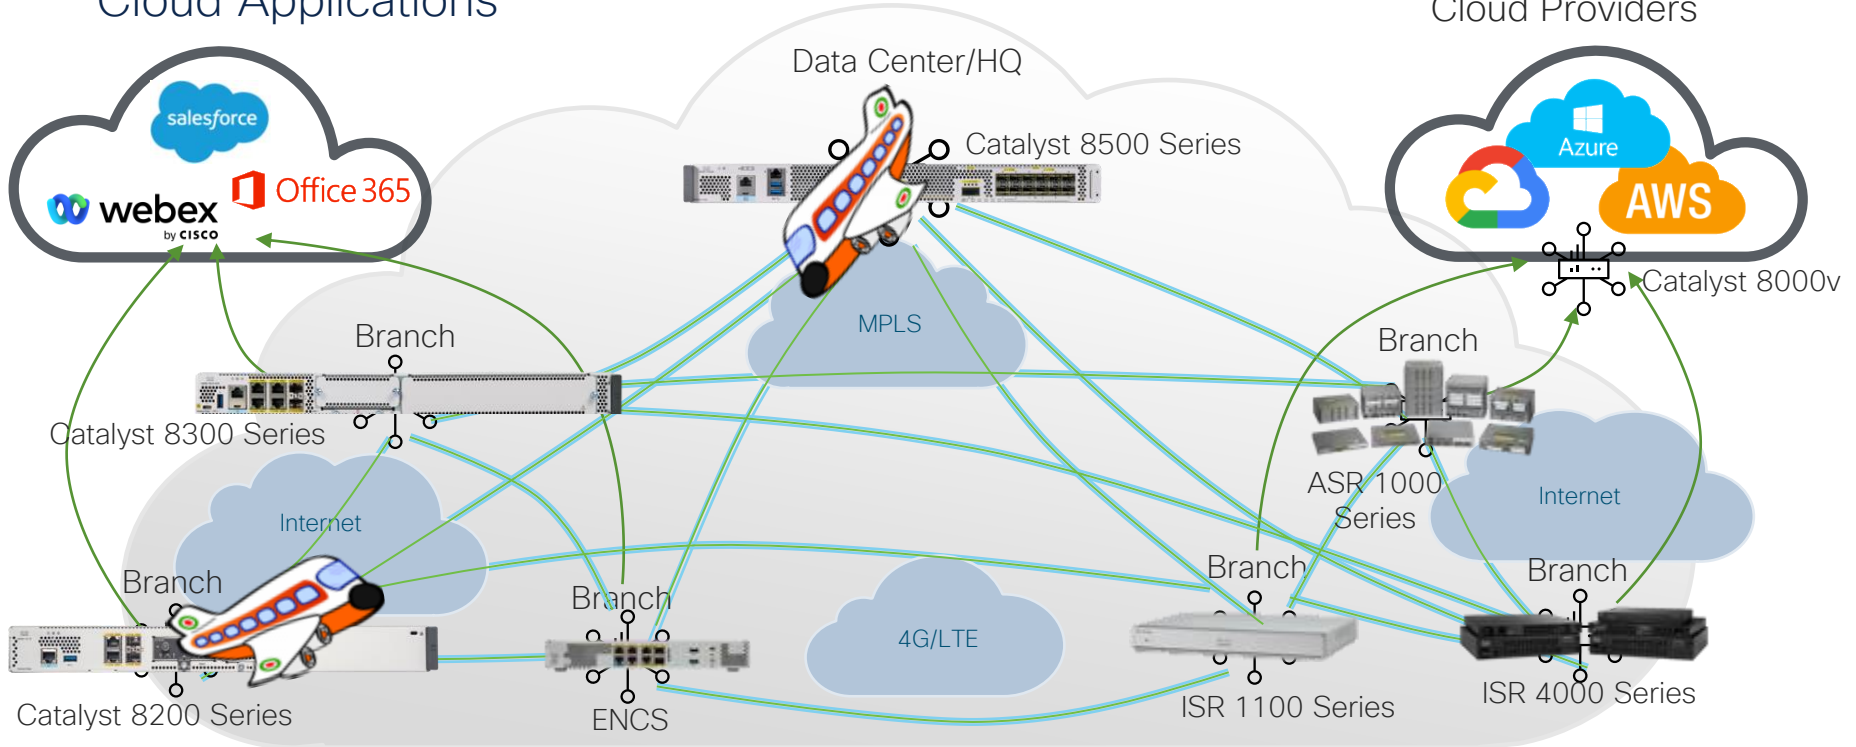 Cloud Applications
Cloud Providers
Data Center/HQ
salesforce
Office 365
webex
by CISCO
Catalyst 8500 Series
Azure
AWS
Catalyst 8000v
MPLS
Branch
Catalyst 8300 Series
Branch
ASR 1000
Series
Internet
Internet
Branch
Catalyst 8200 Series
Branch
ENCS
4G/LTE
Branch
ISR 1100 Series
Branch
ISR 4000 Series